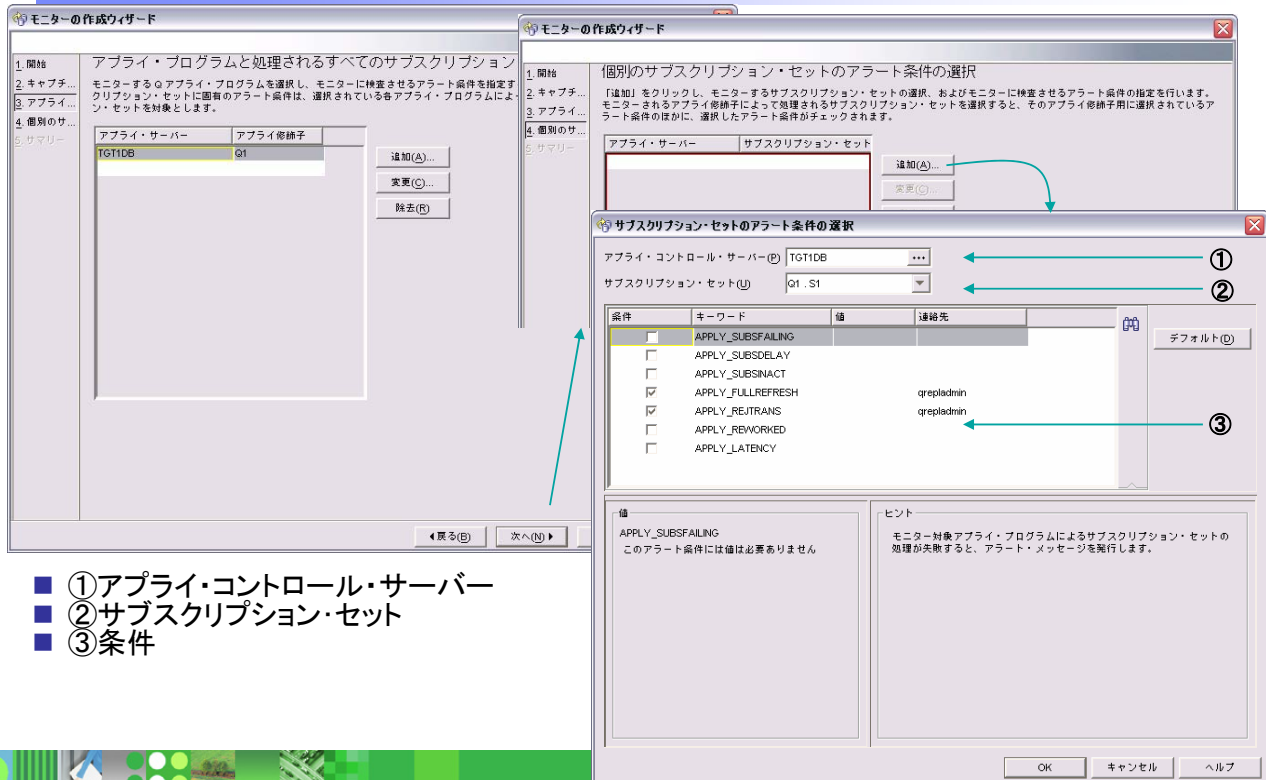 モニターの作成ウィザード
1. 開始
2. キャプチ...
3. アプライ...
4. 個別のサ...
5. サマリー
アプライ・プログラムと処理されるすべてのサブスクリプション
モニターするQアプライ・プログラムを選択し、モニターに検査させるアラート条件を指定す
クリプション・セットに固有のアラート条件は、選択されている各アプライ・プログラムによ
ン・セットを対象とします。
アプライ・サーバー アプライ修飾子
TGT1DB Q1
追加(A)...
変更(C)...
除去(R)
戻る(B) 次へ(N)
モニターの作成ウィザード
1. 開始
2. キャプチ...
3. アプライ...
4. 個別のサ...
5. サマリー
個別のサブスクリプション・セットのアラート条件の選択
「追加」をクリックし、モニターするサブスクリプション・セットの選択、およびモニターに検査させるアラート条件の指定を行います。
モニターされるアプライ修飾子によって処理されるサブスクリプション・セットを選択すると、そのアプライ修飾子用に選択されているア
ラート条件のほかに、選択したアラート条件がチェックされます。
アプライ・サーバー サブスクリプション・セット
追加(A)...
変更(C)...
サブスクリプション・セットのアラート条件の選択
アプライ・コントロール・サーバー(P) TGT1DB ... ①
サブスクリプション・セット(U) Q1 . S1 ②
条件 キーワード 値 連絡先
APPLY_SUBSFAILING
APPLY_SUBSDELAY
APPLY_SUBSINACT
APPLY_FULLREFRESH qrepladmin
APPLY_REJTRANS qrepladmin
APPLY_REWORKED
APPLY_LATENCY
③
デフォルト(D)
値
APPLY_SUBSFAILING
このアラート条件には値は必要ありません
ヒント
モニター対象アプライ・プログラムによるサブスクリプション・セットの
処理が失敗すると、アラート・メッセージを発行します。
OK キャンセル ヘルプ
①アプライ・コントロール・サーバー
②サブスクリプション・セット
③条件